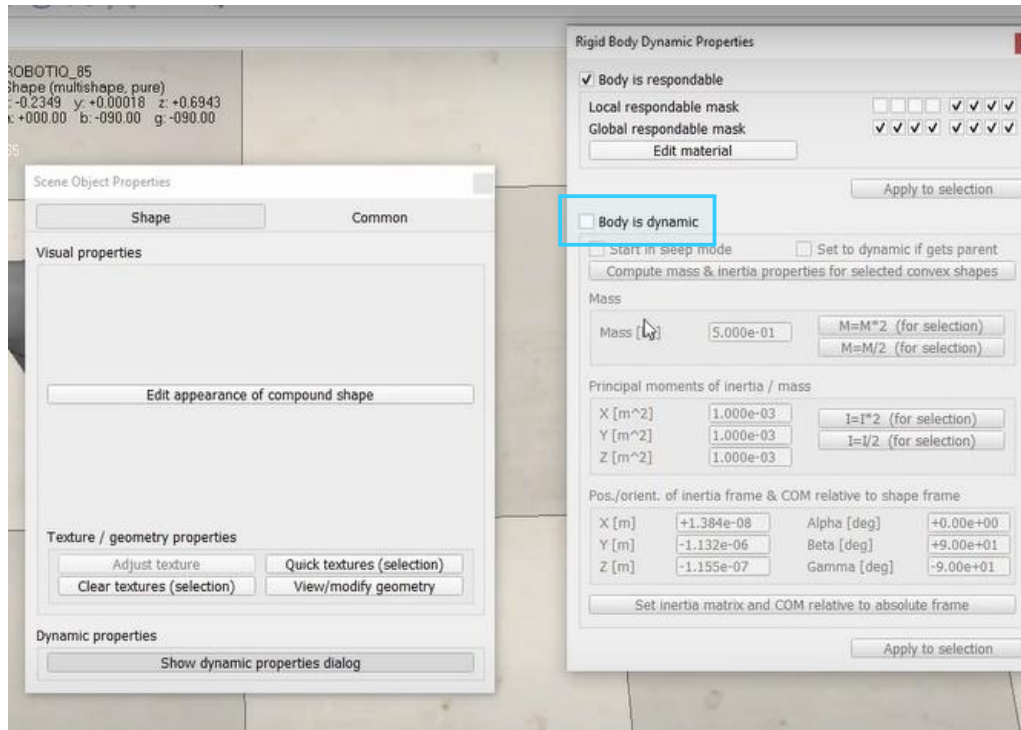 ROBOTIQ_85
Shape (multishape, pure)
: -0.2349 y: +0.00018 z: +0.6943
: +000.00 b: -090.00 g: -090.00
85
Scene Object Properties
Shape Common
Visual properties
Edit appearance of compound shape
Texture / geometry properties
Adjust texture Quick textures (selection)
Clear textures (selection) View/modify geometry
Dynamic properties
Show dynamic properties dialog
Rigid Body Dynamic Properties
Body is respondable
Local respondable mask
Global respondable mask
Edit material
Apply to selection
Body is dynamic
Start in sleep mode Set to dynamic if gets parent
Compute mass & inertia properties for selected convex shapes
Mass
Mass 5.000e-01 M=M*2 (for selection)
M=M/2 (for selection)
Principal moments of inertia / mass
X [m^2] 1.000e-03 I=I*2 (for selection)
Y [m^2] 1.000e-03 I=I/2 (for selection)
Z [m^2] 1.000e-03
Pos./orient. of inertia frame & COM relative to shape frame
X [m] +1.384e-08 Alpha [deg] +0.00e+00
Y [m] -1.132e-06 Beta [deg] +9.00e+01
Z [m] -1.155e-07 Gamma [deg] -9.00e+01
Set inertia matrix and COM relative to absolute frame
Apply to selection